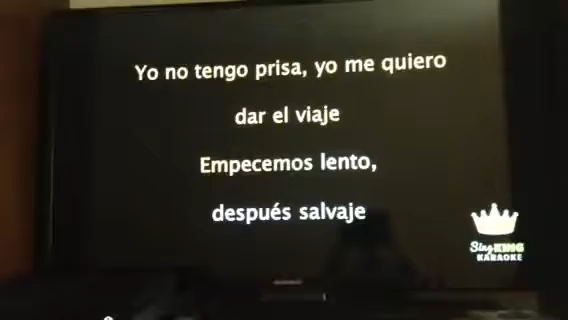 Yo no tengo prisa, yo me quiero
dar el viaje
Empecemos lento,
después salvaje
Sing KING
KARAOKE